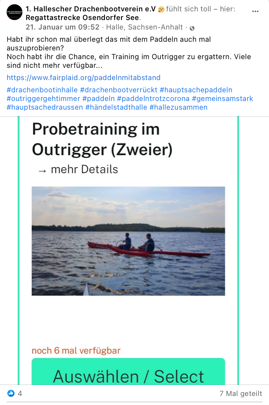 1. Hallescher Drachenbootverein e.V 🥟 fühlt sich toll – hier:
Regattastrecke Osendorfer See.
21. Januar um 09:52 · Halle, Sachsen-Anhalt ·
Habt ihr schon mal überlegt das mit dem Paddeln auch mal
auszuprobieren?
Noch habt ihr die Chance, ein Training im Outrigger zu ergattern. Viele
sind nicht mehr verfügbar...
https://www.fairplaid.org/paddelnmitabstand
#drachenbootinhalle #drachenbootverrückt #hauptsachepaddeln
#outriggergehtimmer #paddeln #paddelntrotzcorona #gemeinsamstark
#hauptsachedraussen #händelstadthalle #hallezusammen
Probetraining im
Outrigger (Zweier)
→ mehr Details
noch 6 mal verfügbar
Auswählen / Select
4
7 Mal geteilt